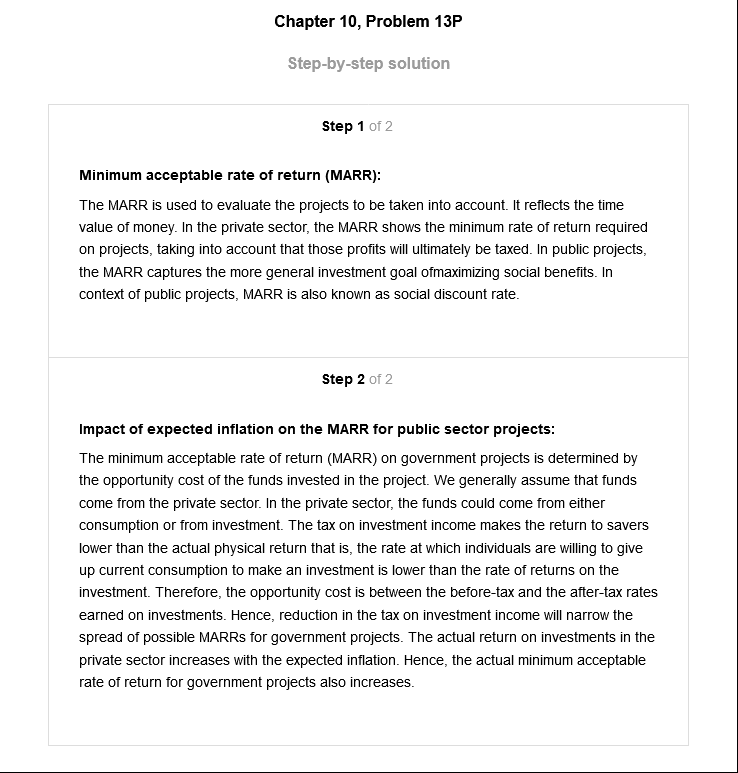 Chapter 10, Problem 13P
Step-by-step solution
Step 1 of 2
Minimum acceptable rate of return (MARR):
The MARR is used to evaluate the projects to be taken into account. It reflects the time
value of money. In the private sector, the MARR shows the minimum rate of return required
on projects, taking into account that those profits will ultimately be taxed. In public projects,
the MARR captures the more general investment goal ofmaximizing social benefits. In
context of public projects, MARR is also known as social discount rate.
Step 2 of 2
Impact of expected inflation on the MARR for public sector projects:
The minimum acceptable rate of return (MARR) on government projects is determined by
the opportunity cost of the funds invested in the project. We generally assume that funds
come from the private sector. In the private sector, the funds could come from either
consumption or from investment. The tax on investment income makes the return to savers
lower than the actual physical return that is, the rate at which individuals are willing to give
up current consumption to make an investment is lower than the rate of returns on the
investment. Therefore, the opportunity cost is between the before-tax and the after-tax rates
earned on investments. Hence, reduction in the tax on investment income will narrow the
spread of possible MARRs for government projects. The actual return on investments in the
private sector increases with the expected inflation. Hence, the actual minimum acceptable
rate of return for government projects also increases.